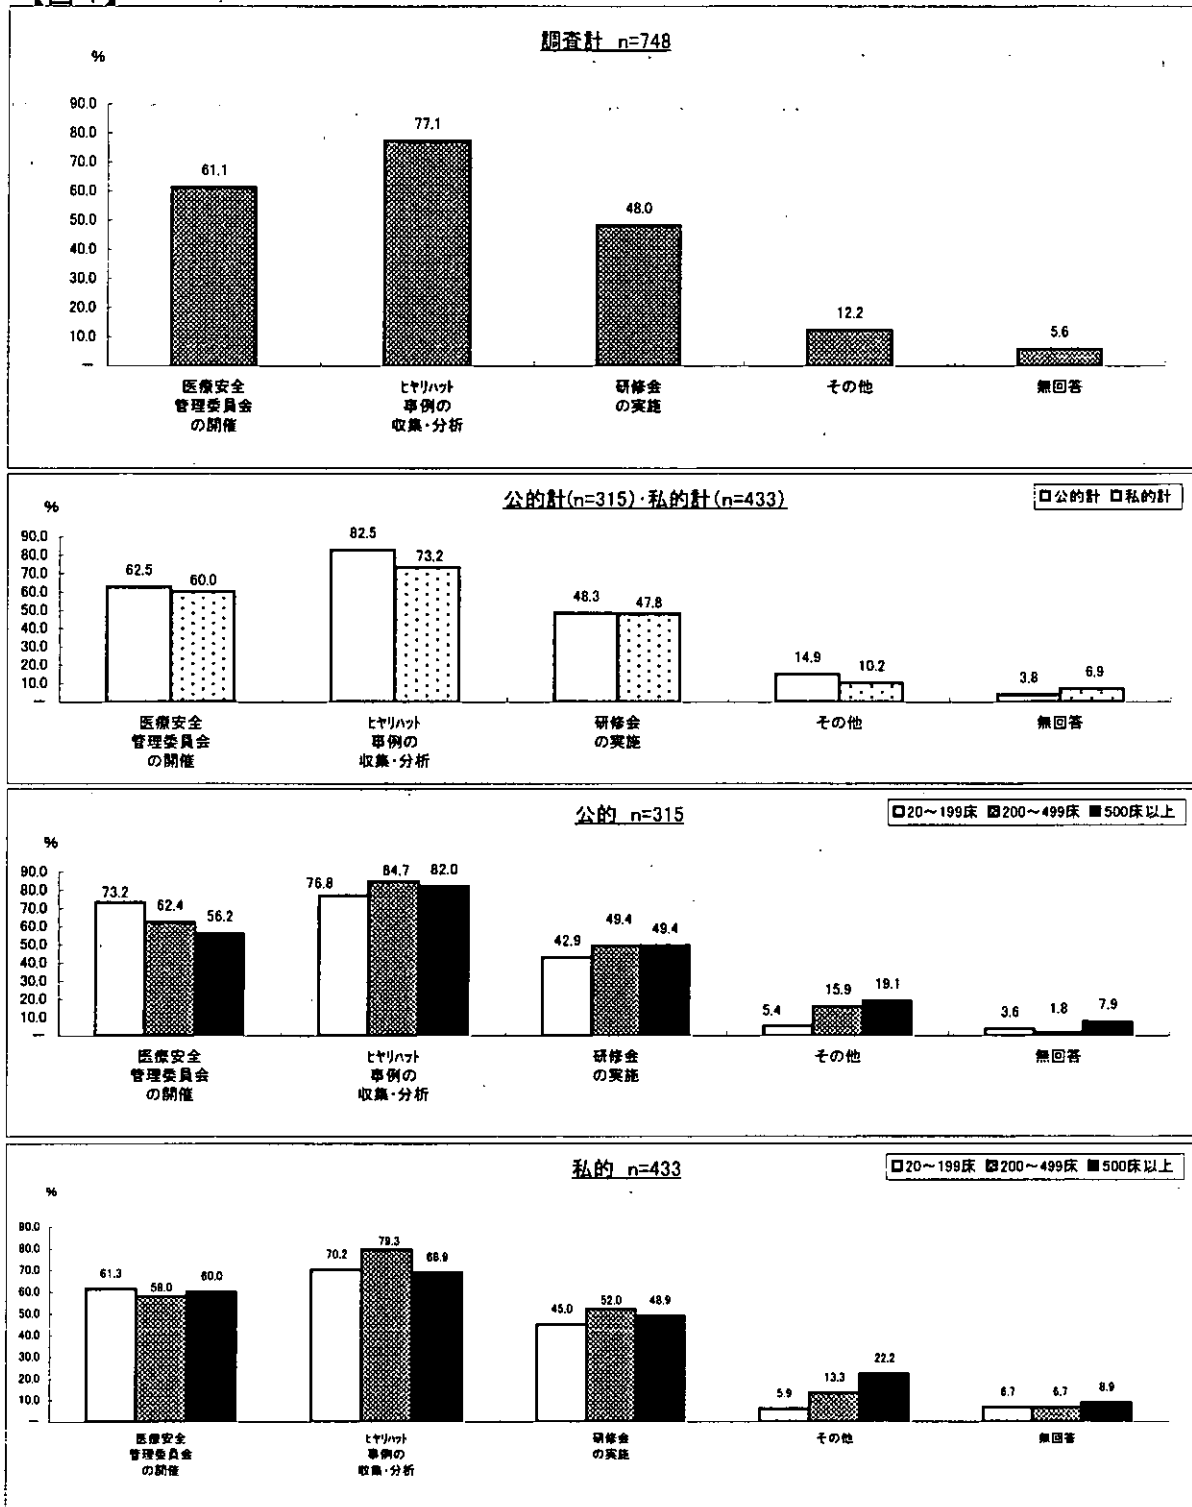 調査計 n=748
%
90.0
80.0
70.0
60.0
50.0
40.0
30.0
20.0
10.0
—
61.1
77.1
48.0
12.2
5.6
医療安全
管理委員会
の開催
ヒヤリハット
事例の
収集・分析
研修会
の実施
その他
無回答
公的計(n=315)・私的計(n=433)
公的計 私的計
%
90.0
80.0
70.0
60.0
50.0
40.0
30.0
20.0
10.0
—
62.5
60.0
82.5
73.2
48.3
47.8
14.9
10.2
3.8
6.9
医療安全
管理委員会
の開催
ヒヤリハット
事例の
収集・分析
研修会
の実施
その他
無回答
公的 n=315
20～199床 200～499床 500床以上
%
90.0
80.0
70.0
60.0
50.0
40.0
30.0
20.0
10.0
—
73.2
62.4
56.2
76.8
84.7
82.0
42.9
49.4
49.4
5.4
15.9
19.1
3.6
1.8
7.9
医療安全
管理委員会
の開催
ヒヤリハット
事例の
収集・分析
研修会
の実施
その他
無回答
私的 n=433
20～199床 200～499床 500床以上
%
90.0
80.0
70.0
60.0
50.0
40.0
30.0
20.0
10.0
—
61.3
58.0
60.0
70.2
79.3
68.9
45.0
52.0
48.9
5.9
13.3
22.2
6.7
6.7
8.9
医療安全
管理委員会
の開催
ヒヤリハット
事例の
収集・分析
研修会
の実施
その他
無回答